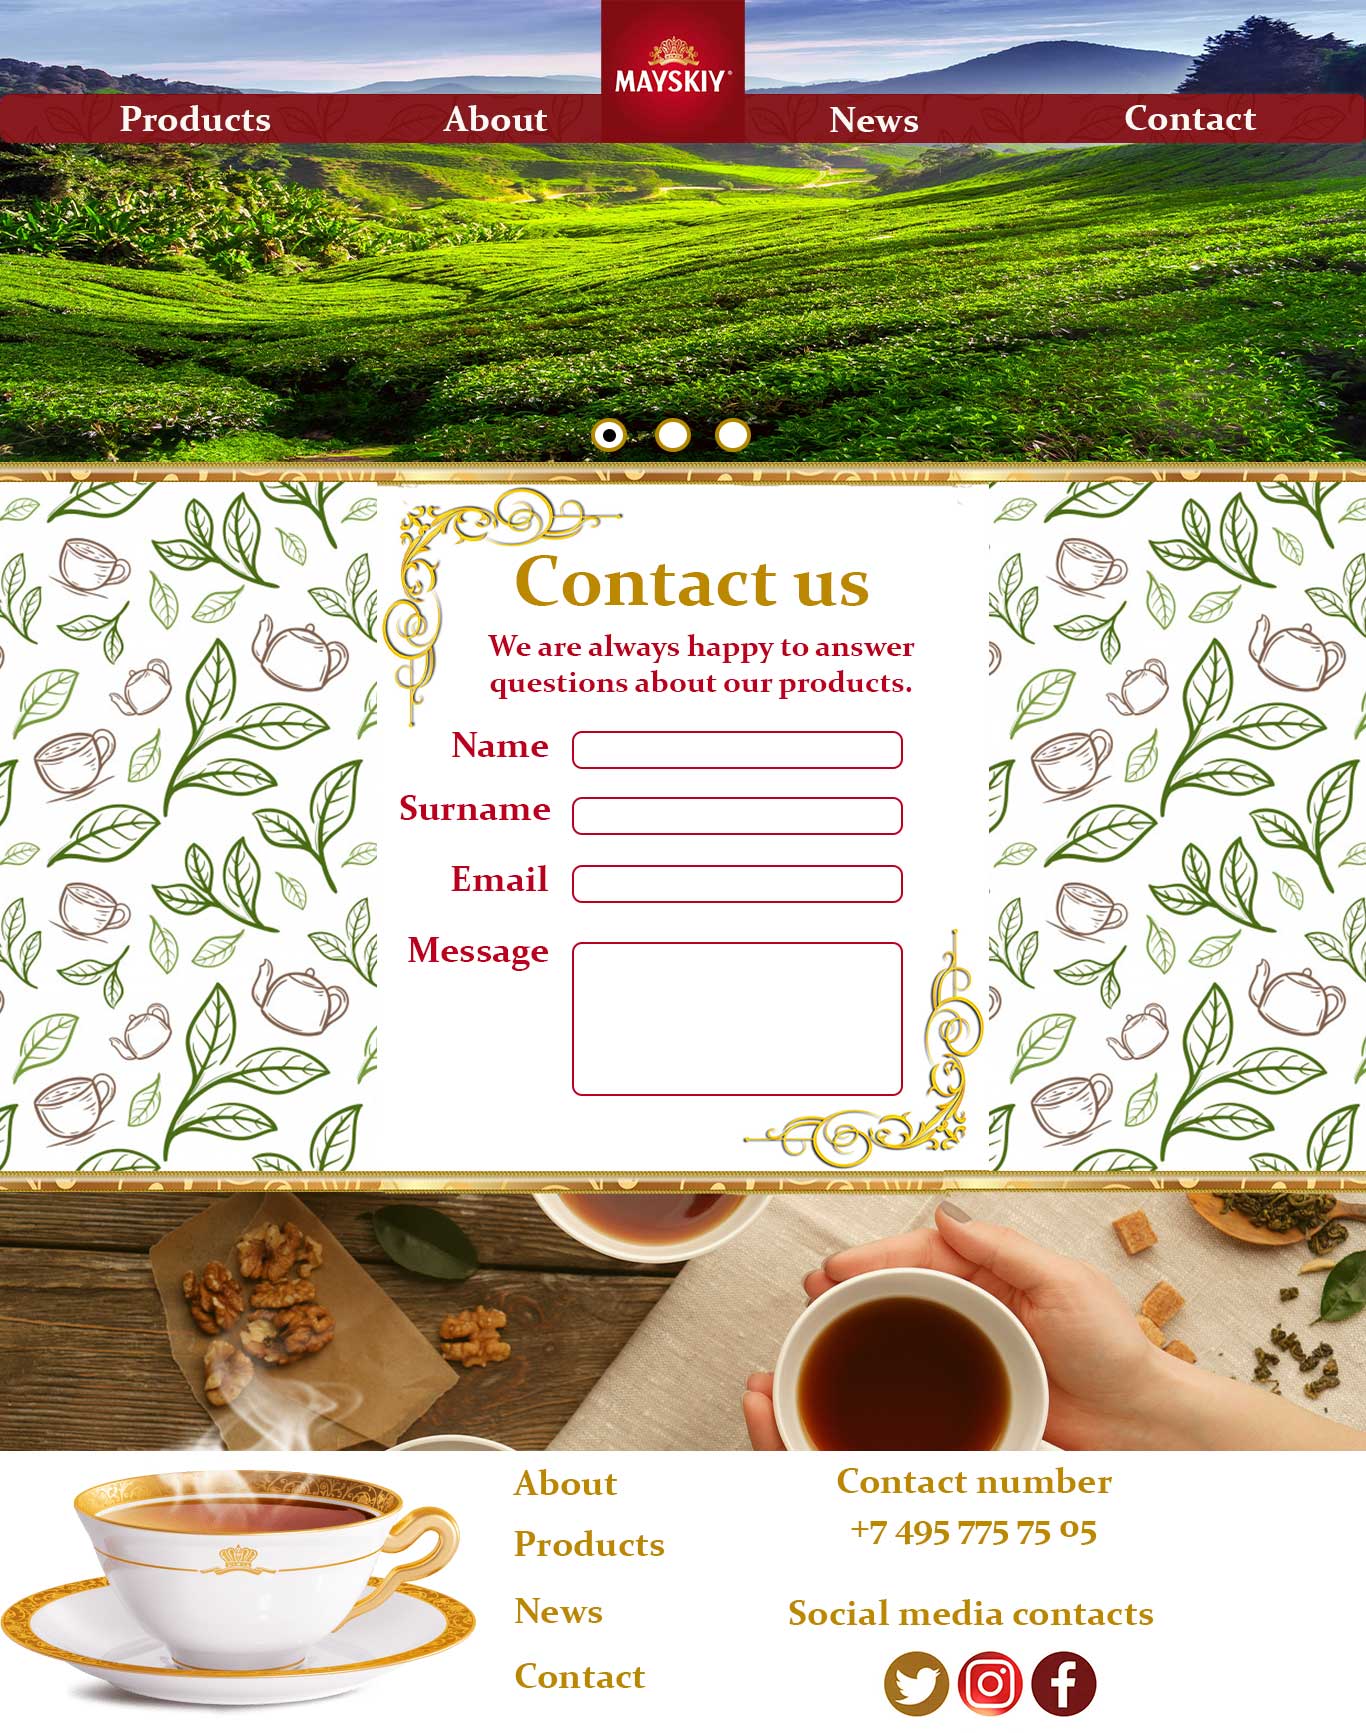 MAYSKIY®
Products
About
News
Contact
Contact us
We are always happy to answer
questions about our products.
Name
Surname
Email
Message
About
Products
News
Contact
Contact number
+7 495 775 75 05
Social media contacts